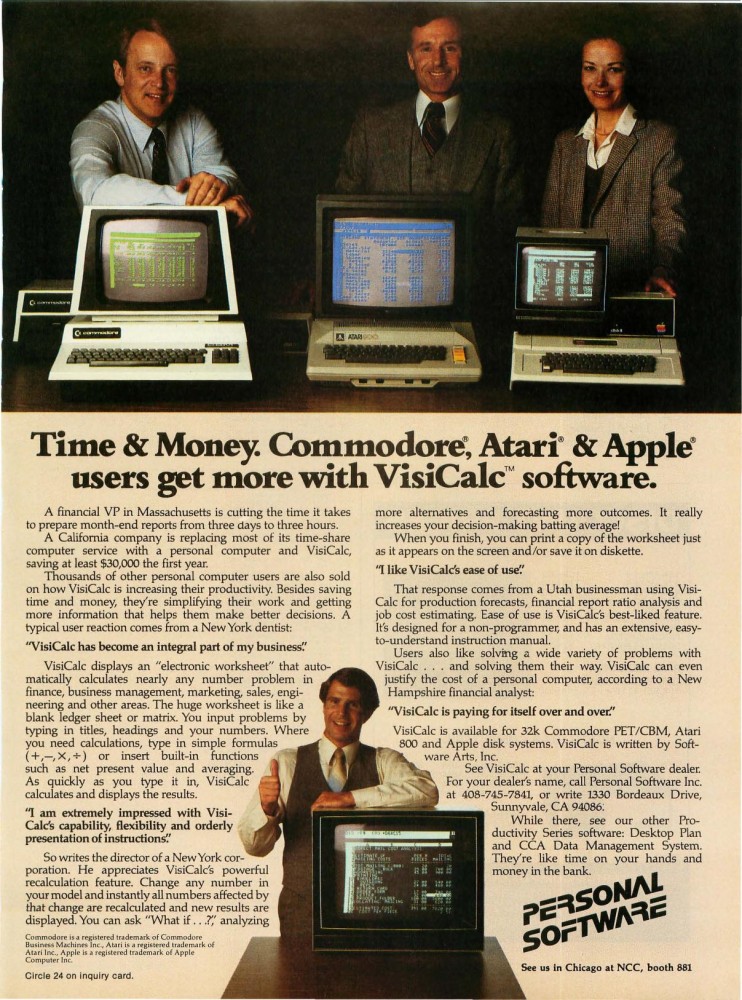 commodore
commodore
ATARI 800
Time & Money. Commodore®, Atari® & Apple®
users get more with VisiCalc™ software.
A financial VP in Massachusetts is cutting the time it takes
to prepare month-end reports from three days to three hours.
A California company is replacing most of its time-share
computer service with a personal computer and VisiCalc,
saving at least $30,000 the first year.
Thousands of other personal computer users are also sold
on how VisiCalc is increasing their productivity. Besides saving
time and money, they're simplifying their work and getting
more information that helps them make better decisions. A
typical user reaction comes from a New York dentist:
"VisiCalc has become an integral part of my business."
VisiCalc displays an "electronic worksheet" that auto-
matically calculates nearly any number problem in
finance, business management, marketing, sales, engi-
neering and other areas. The huge worksheet is like a
blank ledger sheet or matrix. You input problems by
typing in titles, headings and your numbers. Where
you need calculations, type in simple formulas
(+,−,×,÷) or insert built-in functions
such as net present value and averaging.
As quickly as you type it in, VisiCalc
calculates and displays the results.
"I am extremely impressed with Visi-
Calc's capability, flexibility and orderly
presentation of instructions."
So writes the director of a New York cor-
poration. He appreciates VisiCalc's powerful
recalculation feature. Change any number in
your model and instantly all numbers affected by
that change are recalculated and new results are
displayed. You can ask "What if . . .?," analyzing
Commodore is a registered trademark of Commodore
Business Machines Inc., Atari is a registered trademark of
Atari Inc., Apple is a registered trademark of Apple
Computer Inc.
Circle 24 on inquiry card.
more alternatives and forecasting more outcomes. It really
increases your decision-making batting average!
When you finish, you can print a copy of the worksheet just
as it appears on the screen and/or save it on diskette.
"I like VisiCalc's ease of use."
That response comes from a Utah businessman using Visi-
Calc for production forecasts, financial report ratio analysis and
job cost estimating. Ease of use is VisiCalc's best-liked feature.
It's designed for a non-programmer, and has an extensive, easy-
to-understand instruction manual.
Users also like solving a wide variety of problems with
VisiCalc . . . and solving them their way. VisiCalc can even
justify the cost of a personal computer, according to a New
Hampshire financial analyst:
"VisiCalc is paying for itself over and over."
VisiCalc is available for 32k Commodore PET/CBM, Atari
800 and Apple disk systems. VisiCalc is written by Soft-
ware Arts, Inc.
See VisiCalc at your Personal Software dealer.
For your dealer's name, call Personal Software Inc.
at 408-745-7841, or write 1330 Bordeaux Drive,
Sunnyvale, CA 94086.
While there, see our other Pro-
ductivity Series software: Desktop Plan
and CCA Data Management System.
They're like time on your hands and
money in the bank.
PERSONAL
SOFTWARE
See us in Chicago at NCC, booth 881